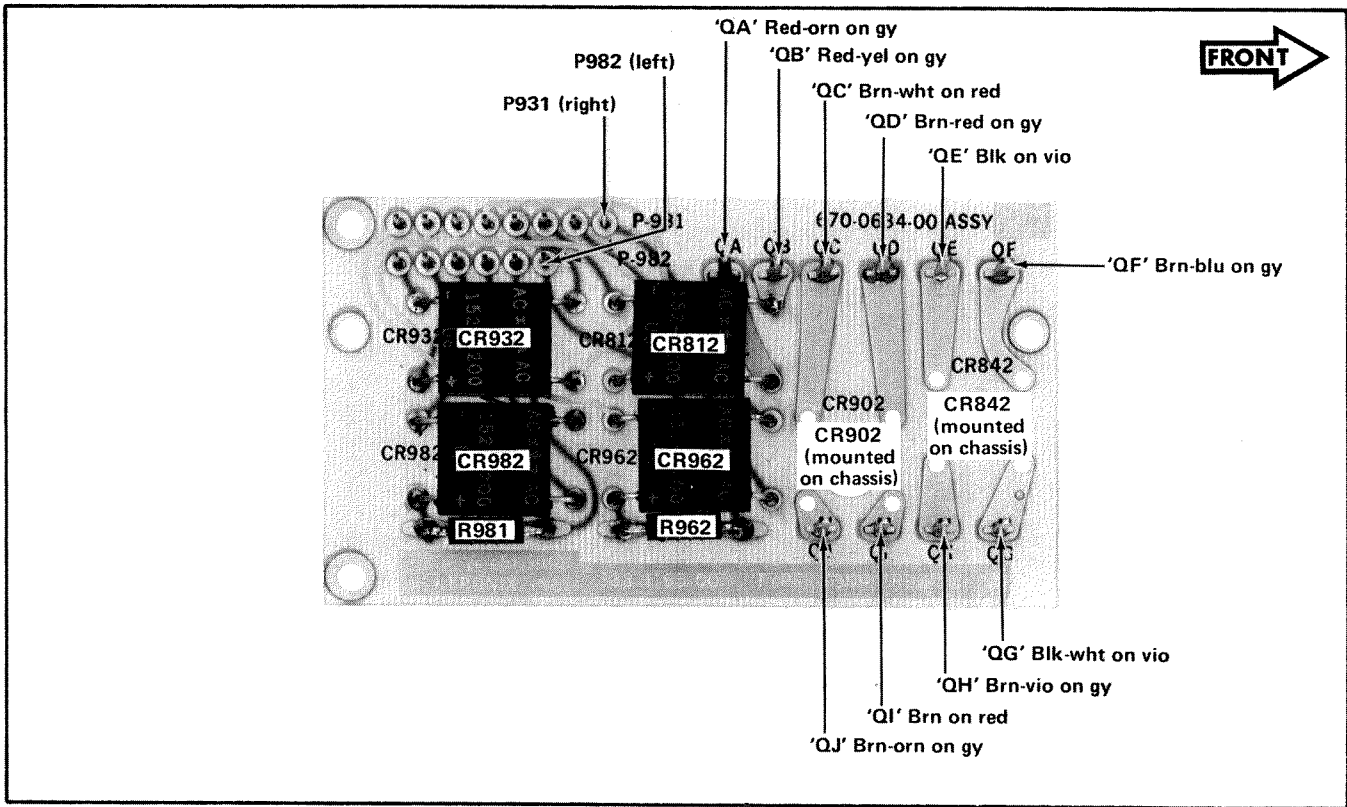 'QA' Red-orn on gy
'QB' Red-yel on gy
P982 (left)
FRONT
'QC' Brn-wht on red
P931 (right)
'QD' Brn-red on gy
'QE' Blk on vio
P-931
670-0634-00 ASSY
QA QB QC QD QE QF
P-982
'QF' Brn-blu on gy
CR932
CR932
CR812
CR812
CR842
CR902
CR842
(mounted
on chassis)
CR902
(mounted
on chassis)
CR982
CR982
CR962
CR962
R981
R962
'QG' Blk-wht on vio
'QH' Brn-vio on gy
'QI' Brn on red
'QJ' Brn-orn on gy